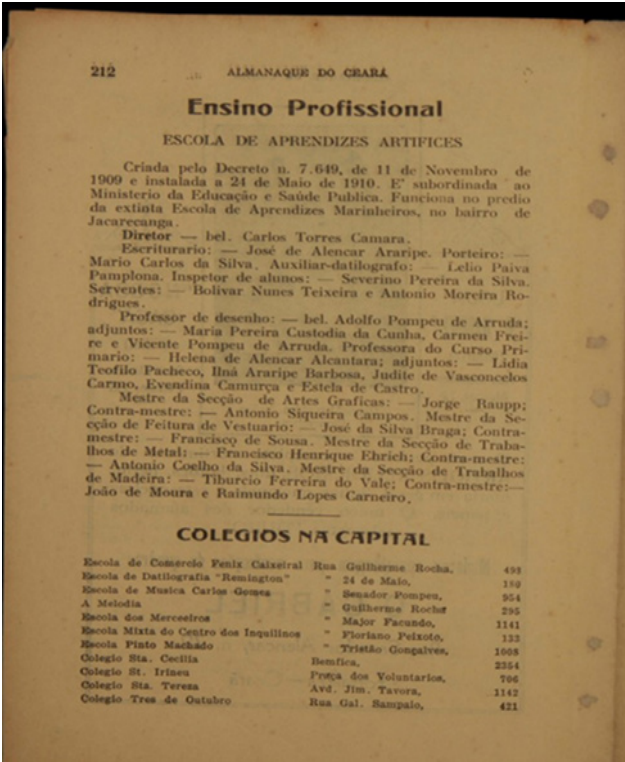 212 ALMANAQUE DO CEARÁ
Ensino Profissional
ESCOLA DE APRENDIZES ARTIFICES
Criada pelo Decreto n. 7.649, de 11 de Novembro de
1909 e instalada a 24 de Maio de 1910. E' subordinada ao
Ministerio da Educação e Saúde Publica. Funciona no predio
da extinta Escola de Aprendizes Marinheiros, no bairro de
Jacarecanga.
Diretor — bel. Carlos Torres Camara.
Escriturario: — José de Alencar Araripe. Porteiro: —
Mario Carlos da Silva. Auxiliar-datilografo: — Lelio Paiva
Pamplona. Inspetor de alunos: — Severino Pereira da Silva.
Serventes: — Bolivar Nunes Teixeira e Antonio Moreira Ro-
drigues.
Professor de desenho: — bel. Adolfo Pompeu de Arruda;
adjuntos: — Maria Pereira Custodia da Cunha, Carmen Frei-
re e Vicente Pompeu de Arruda. Professora do Curso Pri-
mario: — Helena de Alencar Alcantara; adjuntos: — Lidia
Teofilo Pacheco, Ilná Araripe Barbosa, Judite de Vasconcelos
Carmo, Evendina Camurça e Estela de Castro.
Mestre da Secção de Artes Graficas: — Jorge Raupp;
Contra-mestre: — Antonio Siqueira Campos. Mestre da Se-
cção de Feitura de Vestuario: — José da Silva Braga; Contra-
mestre: — Francisco de Sousa. Mestre da Secção de Traba-
lhos de Metal: — Francisco Henrique Ehrich; Contra-mestre:
— Antonio Coelho da Silva. Mestre da Secção de Trabalhos
de Madeira: — Tiburcio Ferreira do Vale; Contra-mestre:—
João de Moura e Raimundo Lopes Carneiro.
COLEGIOS NA CAPITAL
Escola de Comercio Fenix Caixeiral Rua Guilherme Rocha, 493
Escola de Datilografia "Remington" " 24 de Maio,
Escola de Musica Carlos Gomes " Senador Pompeu, 954
A Melodia " Guilherme Rocha 295
Escola dos Merceeiros " Major Facundo, 1141
Escola Mixta do Centro dos Inquilinos " Floriano Peixoto, 133
Escola Pinto Machado " Tristão Gonçalves, 1008
Colegio Sta. Cecilia Bemfica, 2354
Colegio St. Irineu Praça dos Voluntarios, 706
Colegio Sta. Tereza Avd. Jim. Tavora, 1142
Colegio Tres de Outubro Rua Gal. Sampaio, 421